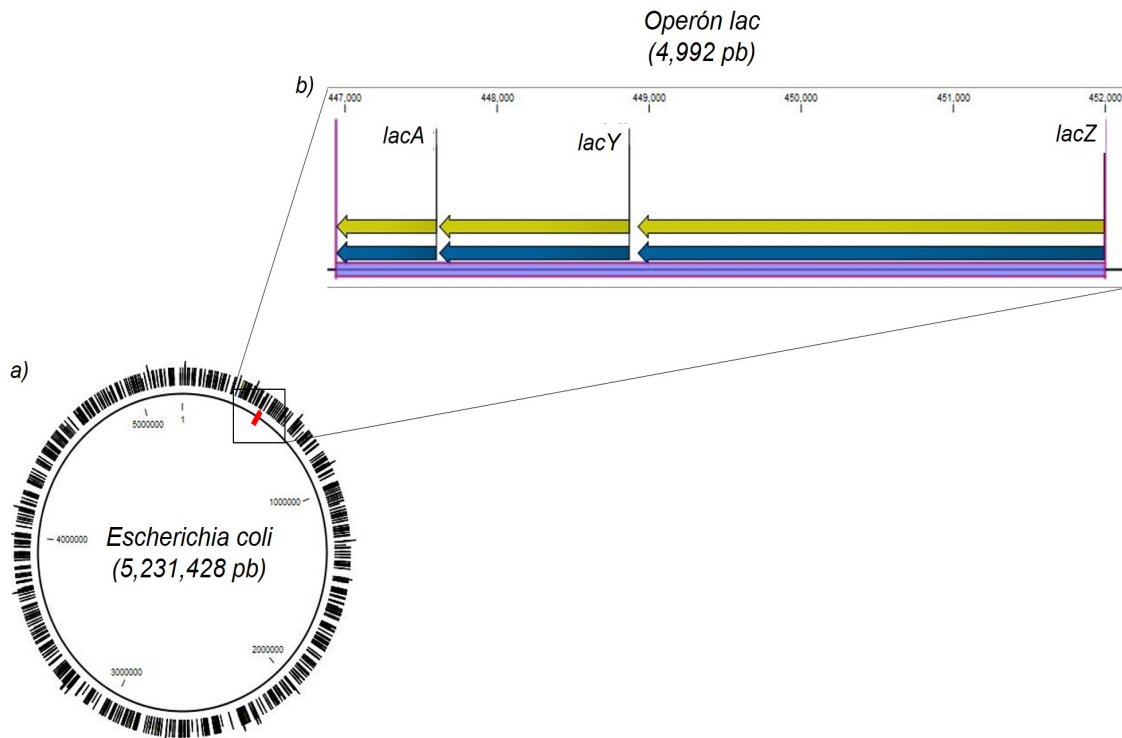 Operón lac
(4,992 pb)
b)
447,000 448,000 449,000 450,000 451,000 452,000
lacA lacY lacZ
a)
5000000 1
1000000
4000000
Escherichia coli
(5,231,428 pb)
2000000
3000000